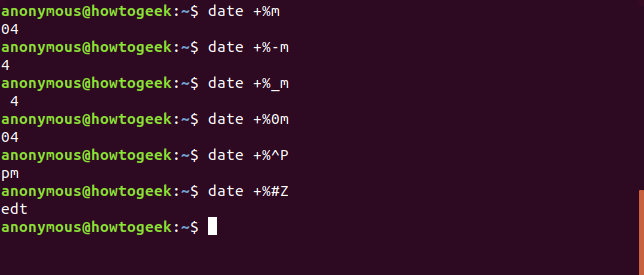 anonymous@howtogeek:~$ date +%m
04
anonymous@howtogeek:~$ date +%-m
4
anonymous@howtogeek:~$ date +%_m
 4
anonymous@howtogeek:~$ date +%0m
04
anonymous@howtogeek:~$ date +%^P
pm
anonymous@howtogeek:~$ date +%#Z
edt
anonymous@howtogeek:~$